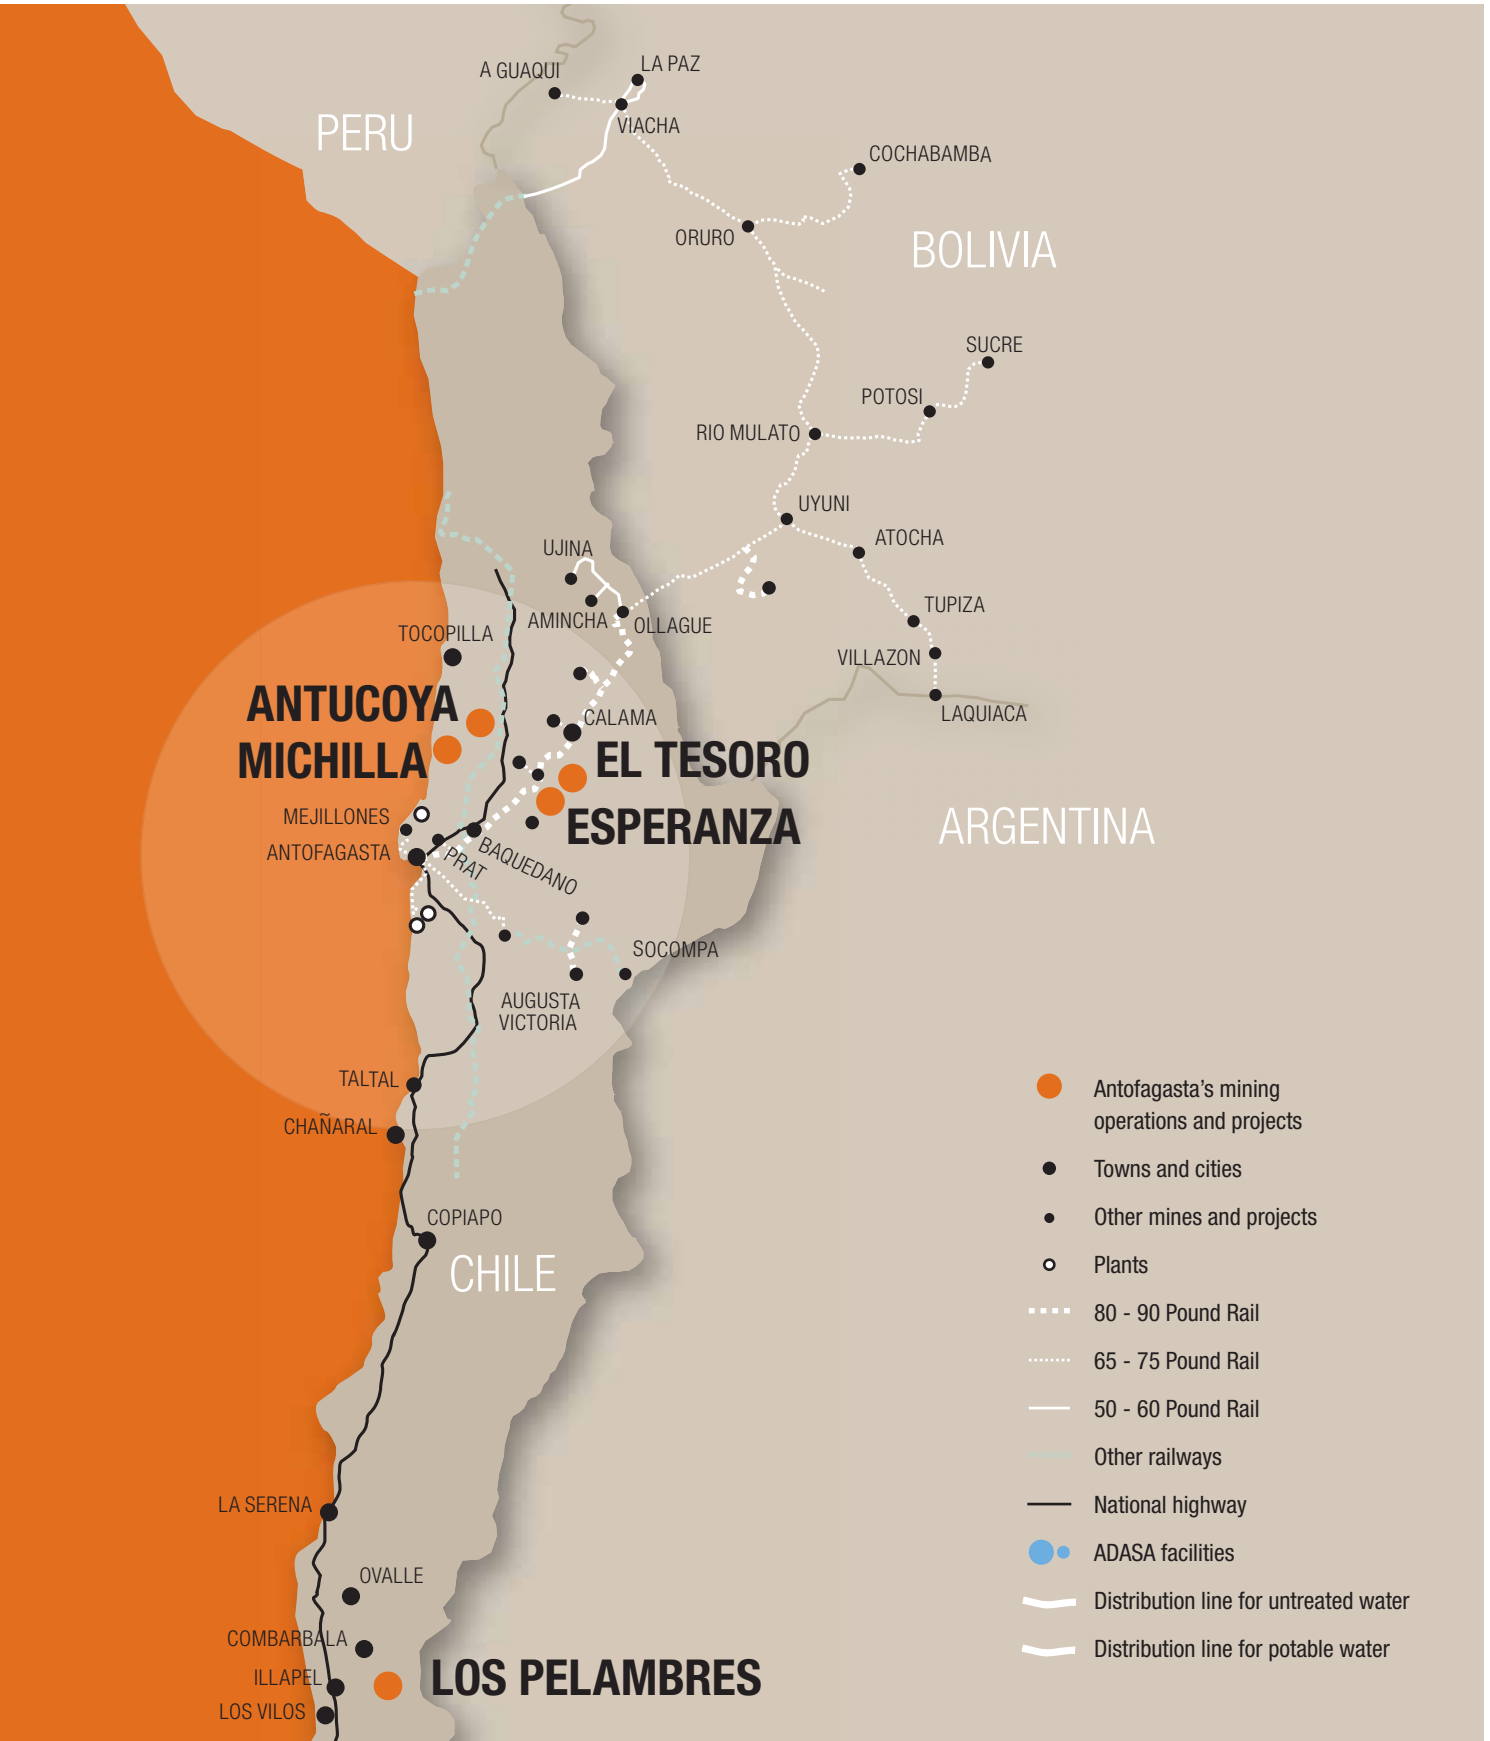 A GUAQUI
LA PAZ
PERU
VIACHA
COCHABAMBA
ORURO
BOLIVIA
SUCRE
POTOSI
RIO MULATO
UYUNI
ATOCHA
UJINA
AMINCHA
OLLAGUE
TUPIZA
TOCOPILLA
VILLAZON
ANTUCOYA
LAQUIACA
CALAMA
MICHILLA
EL TESORO
MEJILLONES
ESPERANZA
ARGENTINA
ANTOFAGASTA
PRAT
BAQUEDANO
SOCOMPA
AUGUSTA
VICTORIA
TALTAL
CHAÑARAL
COPIAPO
CHILE
LA SERENA
OVALLE
COMBARBALA
ILLAPEL
LOS PELAMBRES
LOS VILOS
Antofagasta's mining
operations and projects
Towns and cities
Other mines and projects
Plants
80 - 90 Pound Rail
65 - 75 Pound Rail
50 - 60 Pound Rail
Other railways
National highway
ADASA facilities
Distribution line for untreated water
Distribution line for potable water